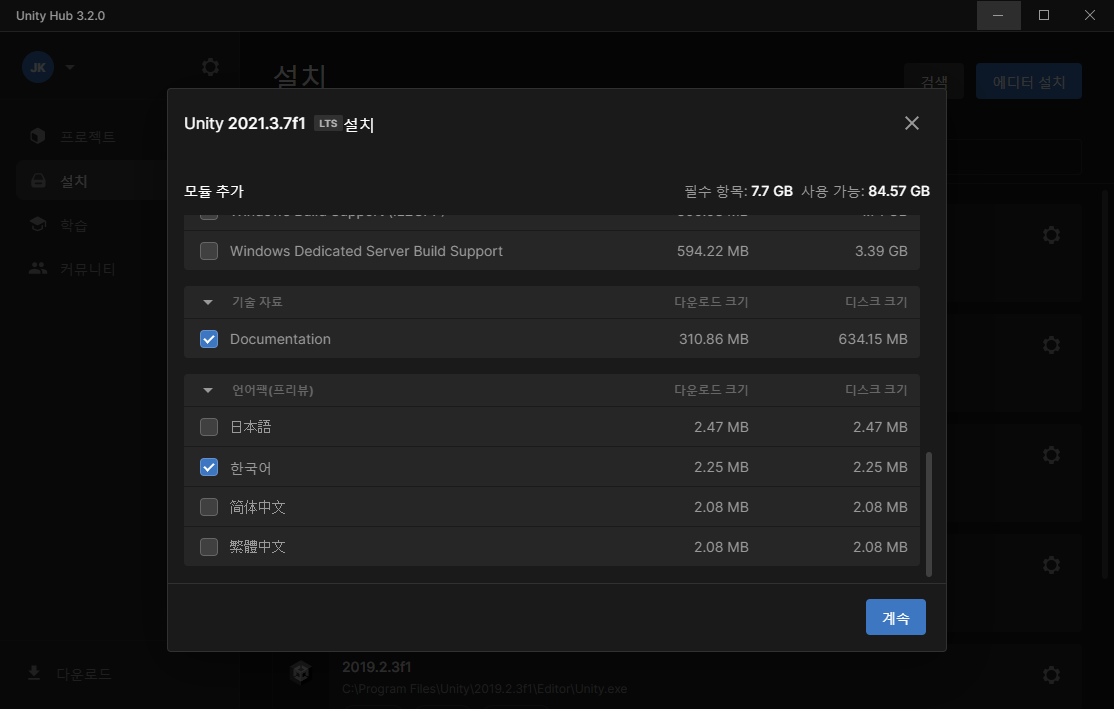 Unity Hub 3.2.0
JK
설치
검색
에디터 설치
프로젝트
설치
학습
커뮤니티
다운로드
Unity 2021.3.7f1 LTS 설치
모듈 추가
필수 항목: 7.7 GB 사용 가능: 84.57 GB
Windows Dedicated Server Build Support 594.22 MB 3.39 GB
기술 자료 다운로드 크기 디스크 크기
Documentation 310.86 MB 634.15 MB
언어팩(프리뷰) 다운로드 크기 디스크 크기
日本語 2.47 MB 2.47 MB
한국어 2.25 MB 2.25 MB
简体中文 2.08 MB 2.08 MB
繁體中文 2.08 MB 2.08 MB
계속
2019.2.3f1
C:\Program Files\Unity\2019.2.3f1\Editor\Unity.exe